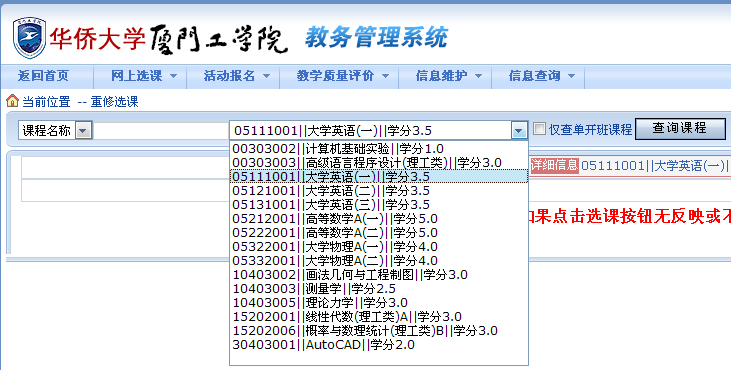 华侨大学厦門工学院 教务管理系统
返回首页 网上选课 活动报名 教学质量评价 信息维护 信息查询
当前位置 -- 重修选课
课程名称 05111001||大学英语(一)||学分3.5 仅查单开班课程 查询课程
00303002||计算机基础实验||学分1.0
00303003||高级语言程序设计(理工类)||学分3.0
05111001||大学英语(一)||学分3.5
详细信息 05111001||大学英语(一)||
05121001||大学英语(二)||学分3.5
05131001||大学英语(三)||学分3.5
05212001||高等数学A(一)||学分5.0
如果点击选课按钮无反映或不
05222001||高等数学A(二)||学分5.0
05322001||大学物理A(一)||学分4.0
05332001||大学物理A(二)||学分4.0
10403002||画法几何与工程制图||学分3.0
10403003||测量学||学分2.5
10403005||理论力学||学分3.0
15202001||线性代数(理工类)A||学分3.0
15202006||概率与数理统计(理工类)B||学分3.0
30403001||AutoCAD||学分2.0